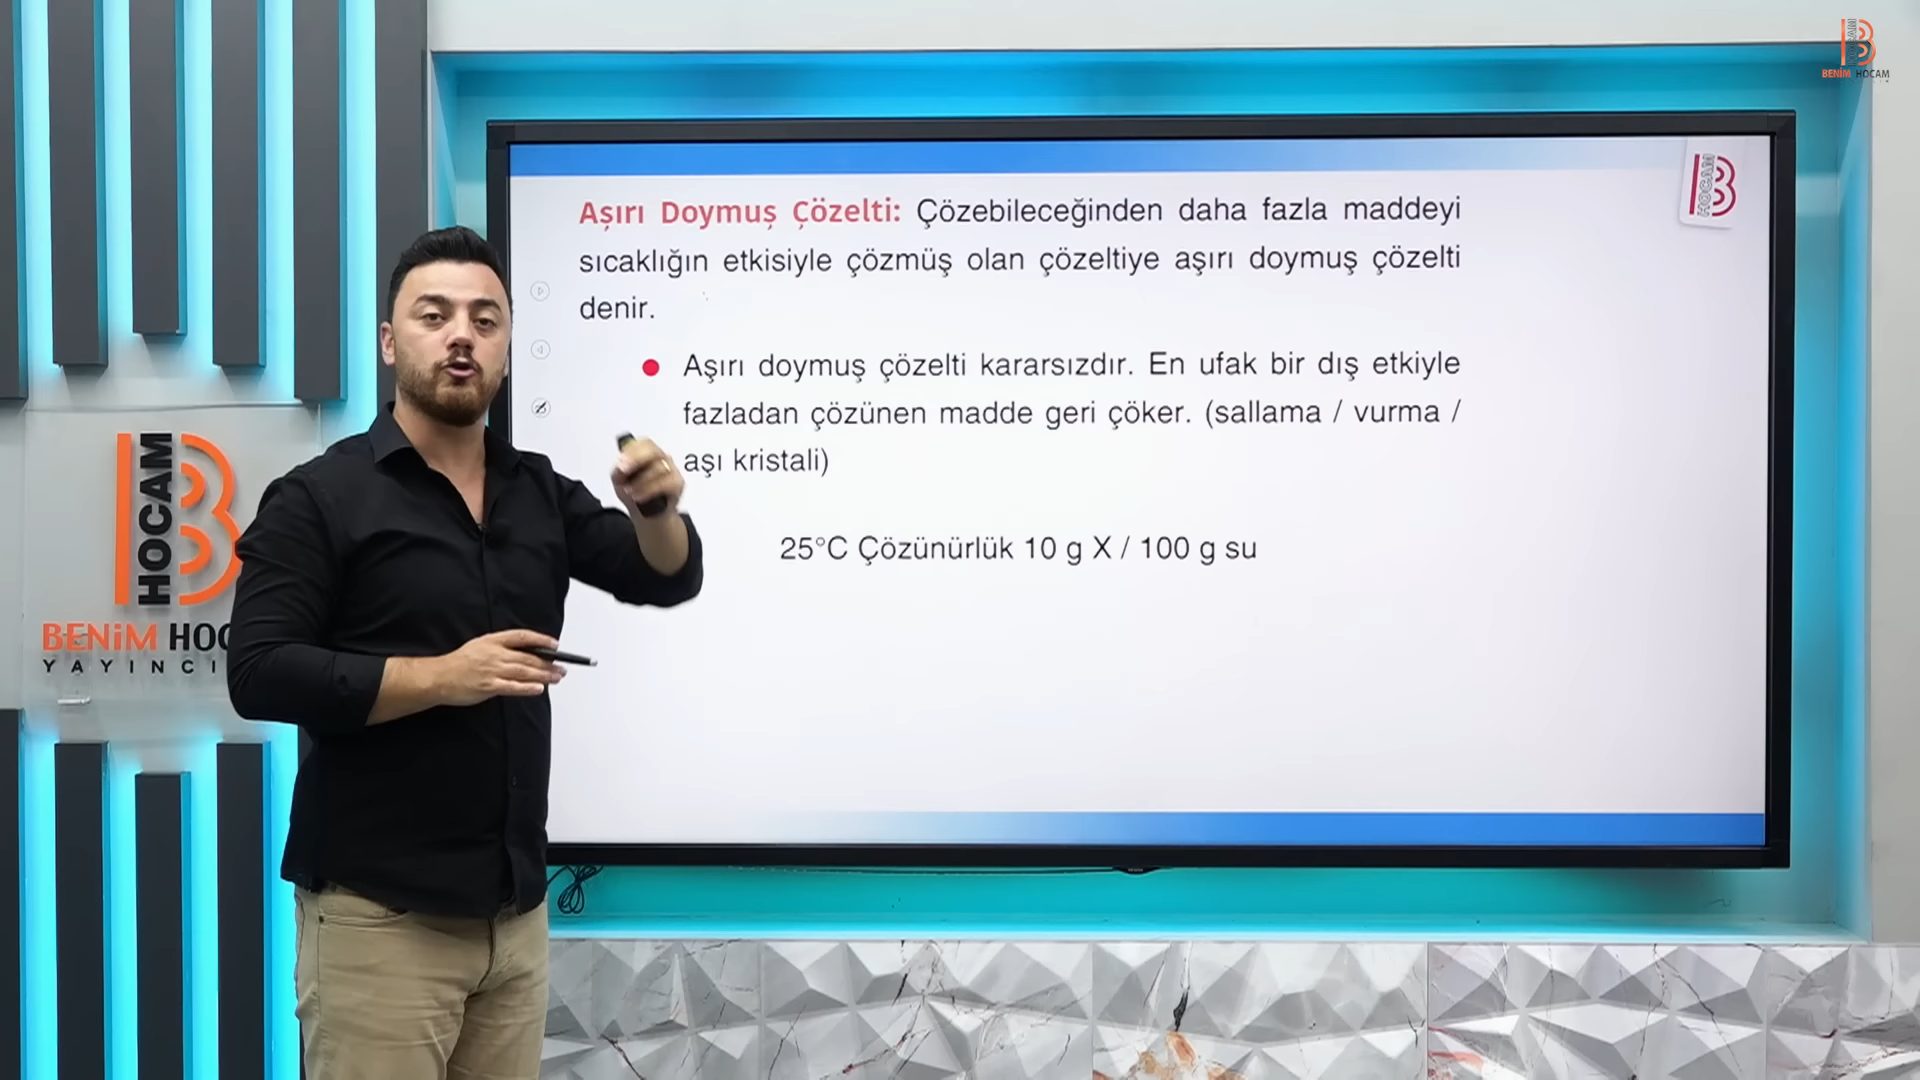 BENİM HOCAM
HOCAM
Aşırı Doymuş Çözelti: Çözebileceğinden daha fazla maddeyi
sıcaklığın etkisiyle çözmüş olan çözeltiye aşırı doymuş çözelti
denir.
Aşırı doymuş çözelti kararsızdır. En ufak bir dış etkiyle
fazladan çözünen madde geri çöker. (sallama / vurma /
aşı kristali)
25°C Çözünürlük 10 g X / 100 g su
HOCAM
BENİM HOC
YAYINCI